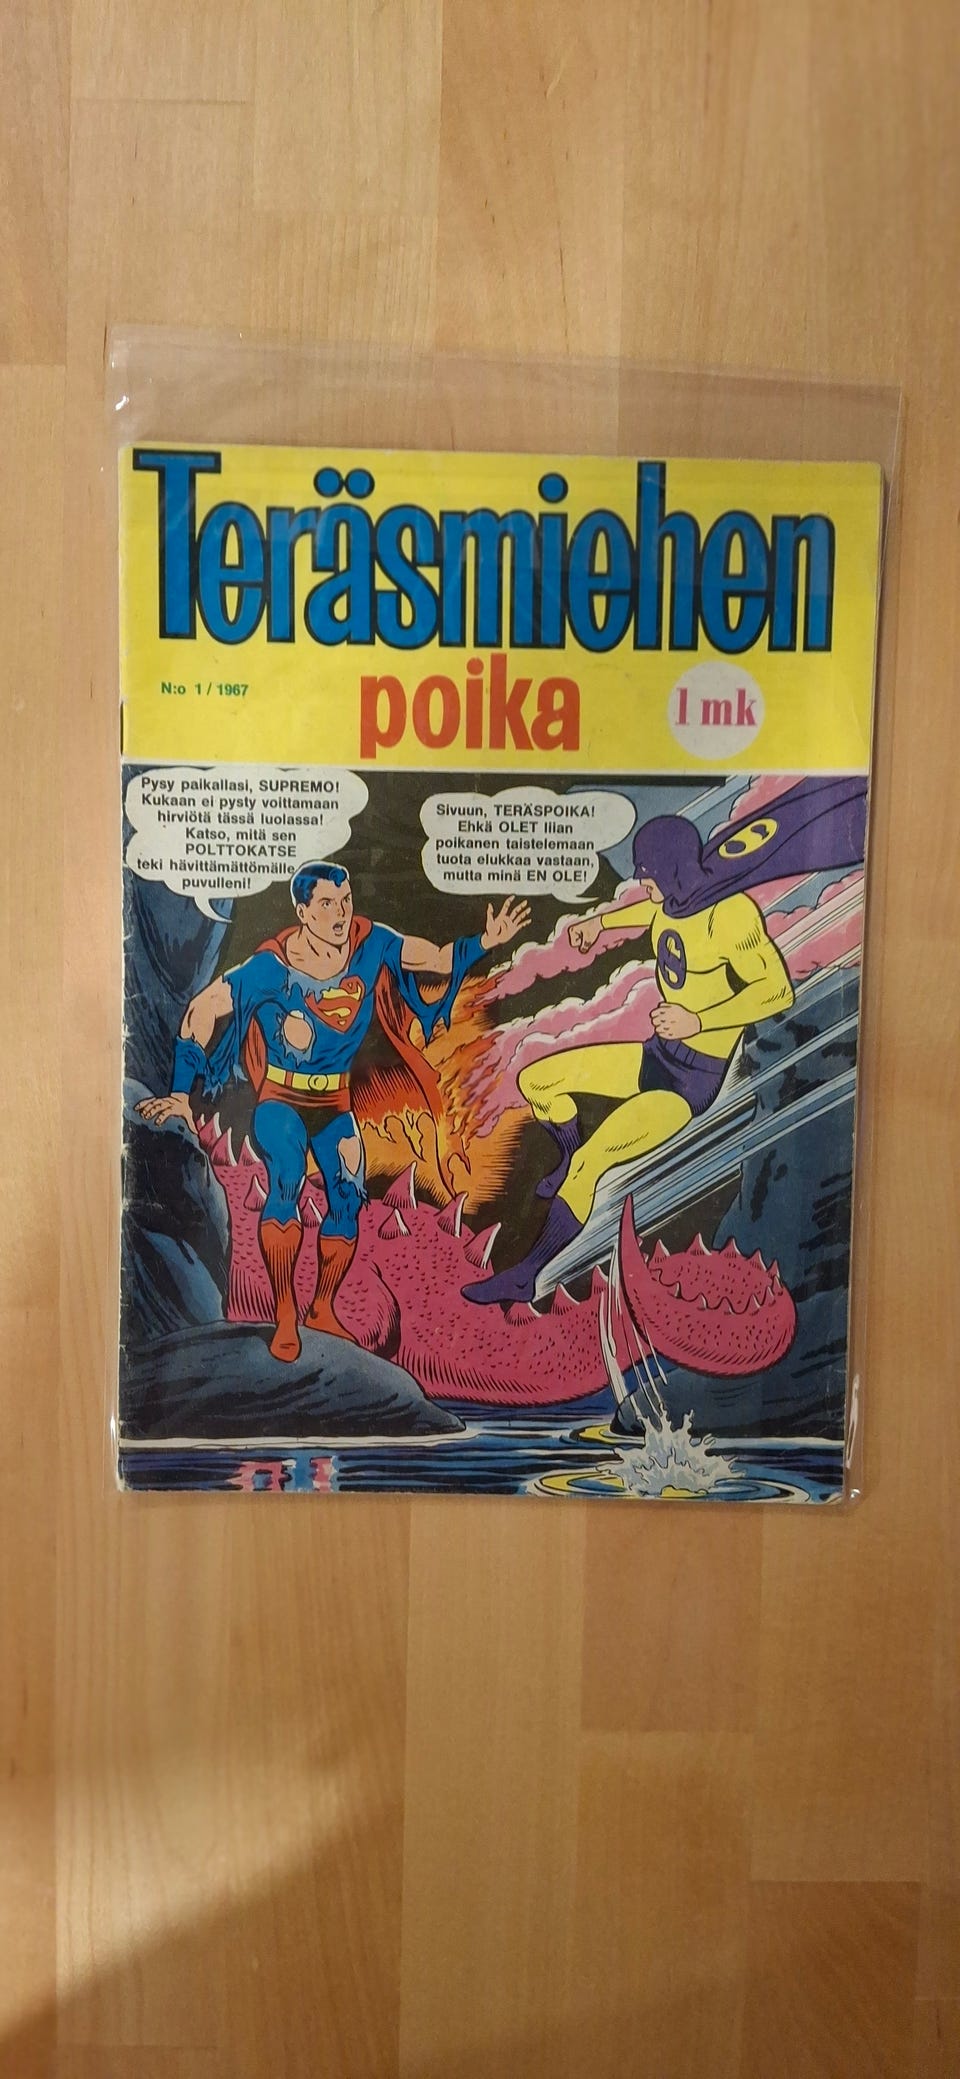 Teräsmiehen
poika
N:o 1 / 1967
1 mk
Pysy paikallasi, SUPREMO!
Kukaan ei pysty voittamaan
hirviötä tässä luolassa!
Katso, mitä sen
POLTTOKATSE
teki hävittämättömälle
puvulleni!
Sivuun, TERÄSPOIKA!
Ehkä OLET liian
poikanen taistelemaan
tuota elukkaa vastaan,
mutta minä EN OLE!
S
S